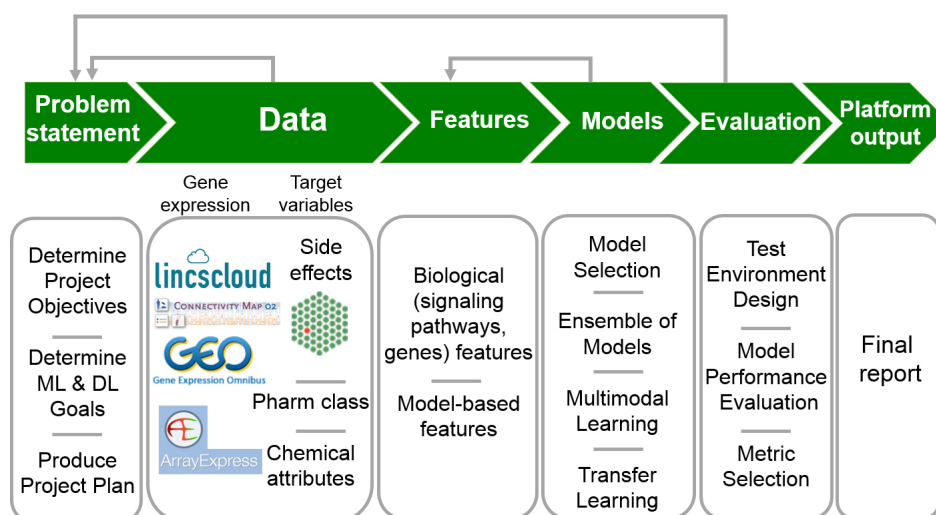 Problem
statement
Data
Features
Models
Evaluation
Platform
output
Gene
expression
Target
variables
Determine
Project
Objectives
Determine
ML & DL
Goals
Produce
Project Plan
lincscloud
CONNECTIVITY MAP 02
GEO
Gene Expression Omnibus
ArrayExpress
Side
effects
Pharm class
Chemical
attributes
Biological
(signaling
pathways,
genes) features
Model-based
features
Model
Selection
Ensemble of
Models
Multimodal
Learning
Transfer
Learning
Test
Environment
Design
Model
Performance
Evaluation
Metric
Selection
Final
report